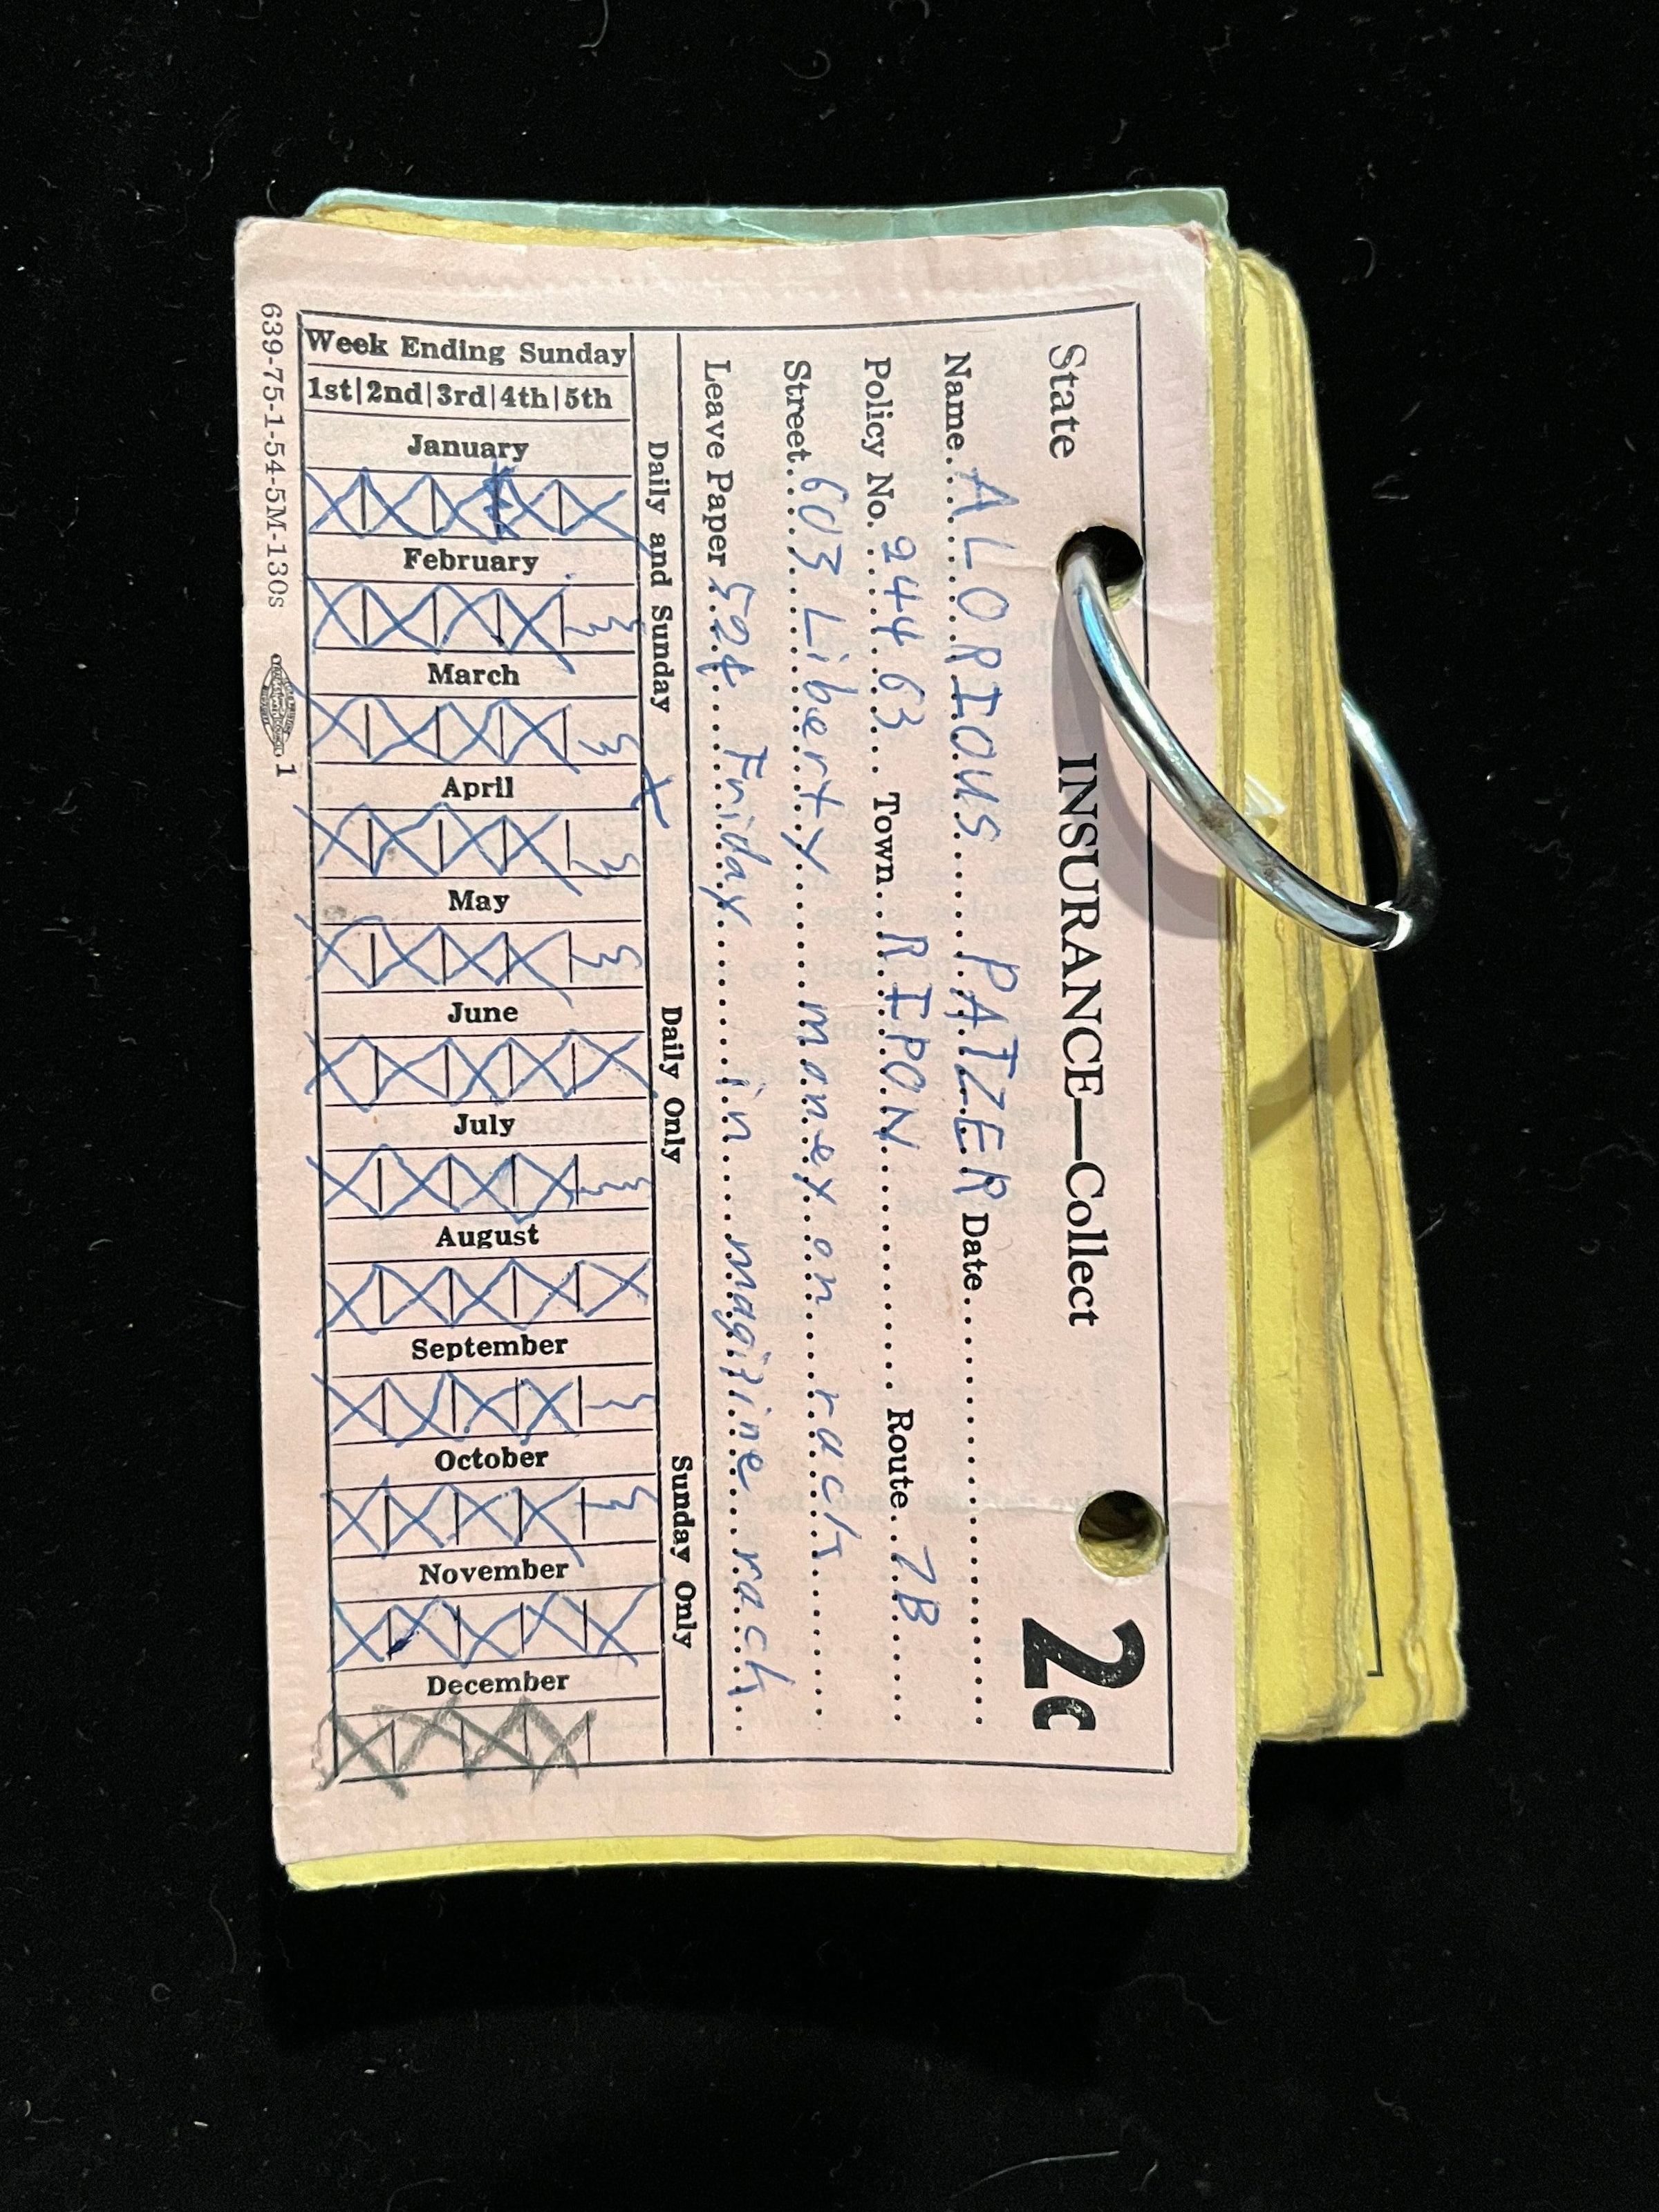 State INSURANCE—Collect 2c
Name ALORIOUS PATZER Date
Policy No. 244 63 Town RIPON Route 7B
Street 603 Liberty money on rack
Leave Paper 52¢ Friday in magizine rack
Daily and Sunday X Daily Only Sunday Only
Week Ending Sunday
1st|2nd|3rd|4th|5th
January
February
March
April
May
June
July
August
September
October
November
December
639-75-1-54-5M-130s 1